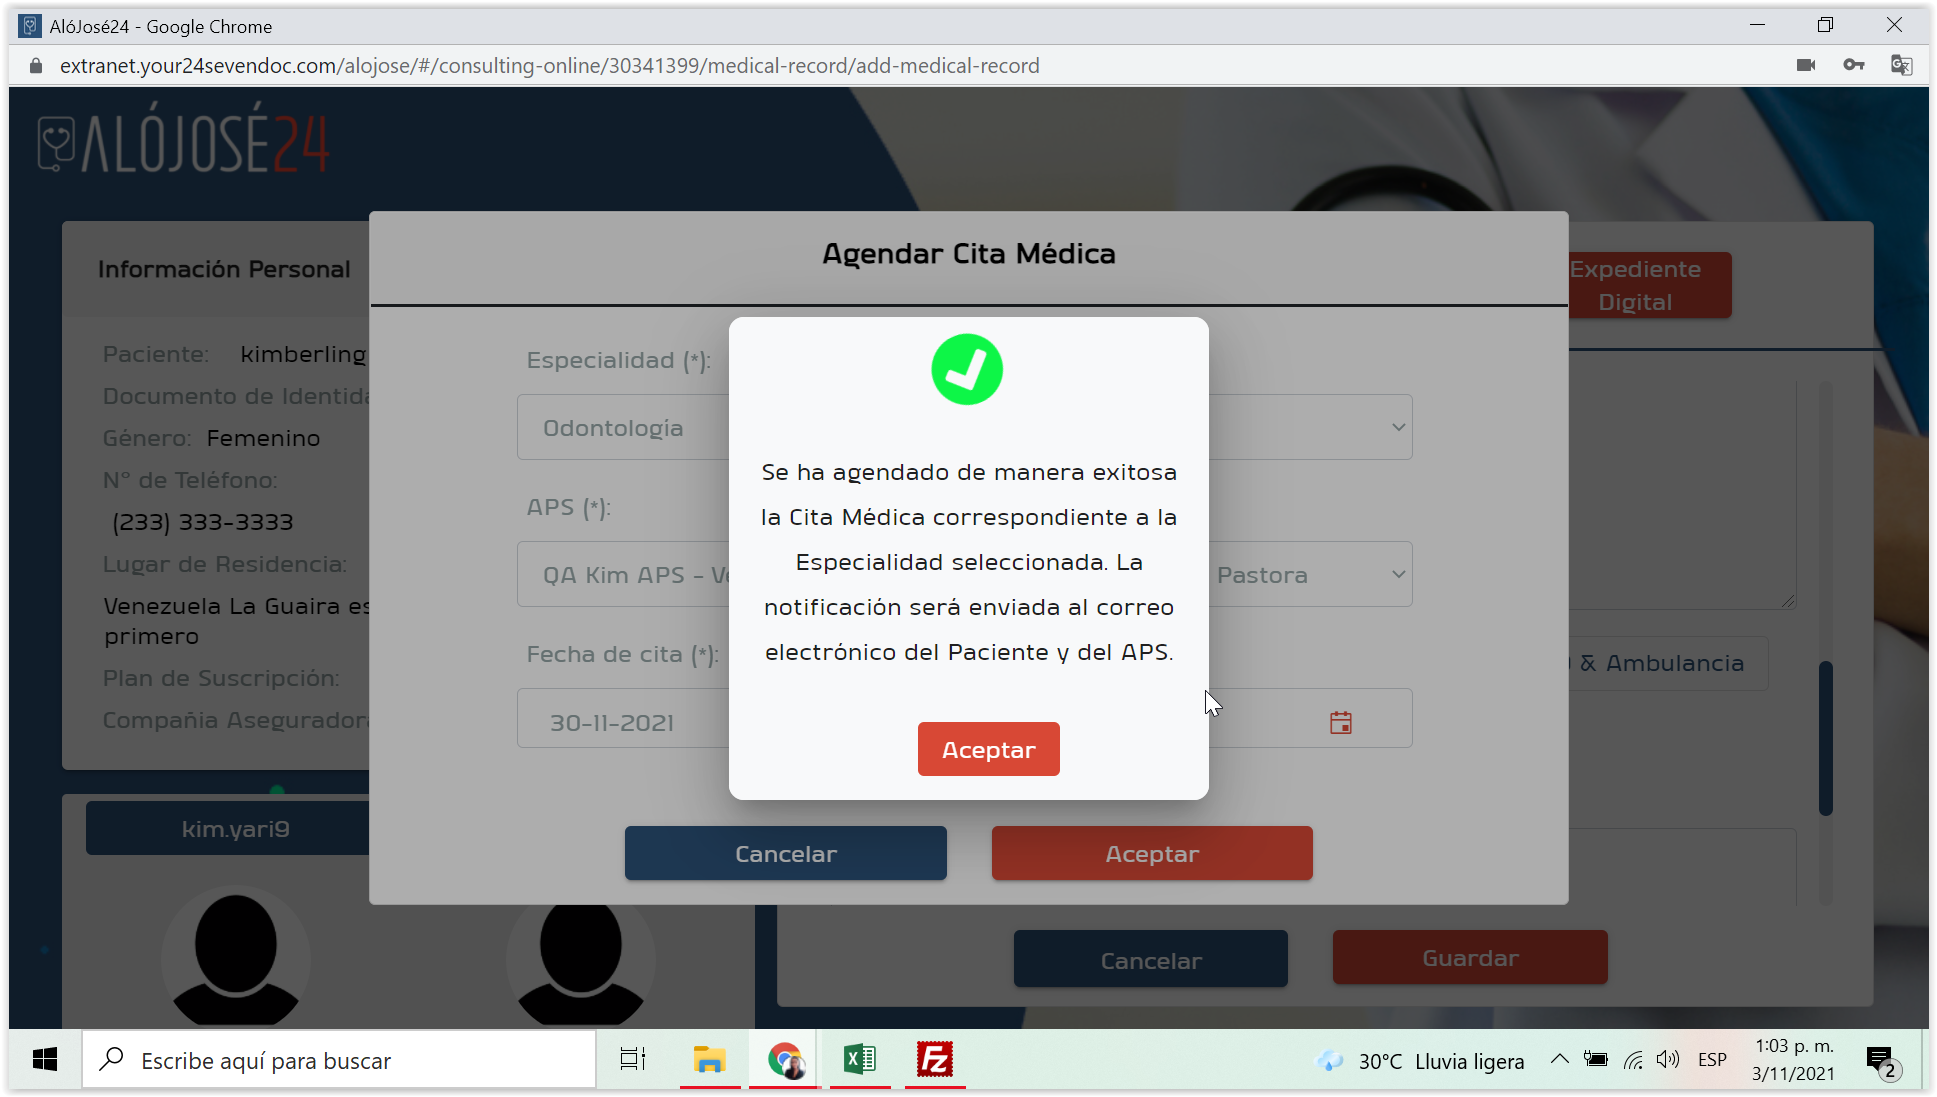 AlóJosé24 - Google Chrome
extranet.your24sevendoc.com/alojose/#/consulting-online/30341399/medical-record/add-medical-record
ALÓJOSÉ24
Información Personal
Paciente: kimberling
Documento de Identida
Género: Femenino
N° de Teléfono:
(233) 333-3333
Lugar de Residencia:
Venezuela La Guaira es
primero
Plan de Suscripción:
Compañia Aseguradora
kim.yari9
Agendar Cita Médica
Especialidad (*):
Odontología
APS (*):
QA Kim APS - Ve
Pastora
Fecha de cita (*):
30-11-2021
Cancelar
Aceptar
Se ha agendado de manera exitosa
la Cita Médica correspondiente a la
Especialidad seleccionada. La
notificación será enviada al correo
electrónico del Paciente y del APS.
Aceptar
Expediente
Digital
& Ambulancia
Cancelar
Guardar
Escribe aquí para buscar
30°C Lluvia ligera
ESP
1:03 p. m.
3/11/2021
2